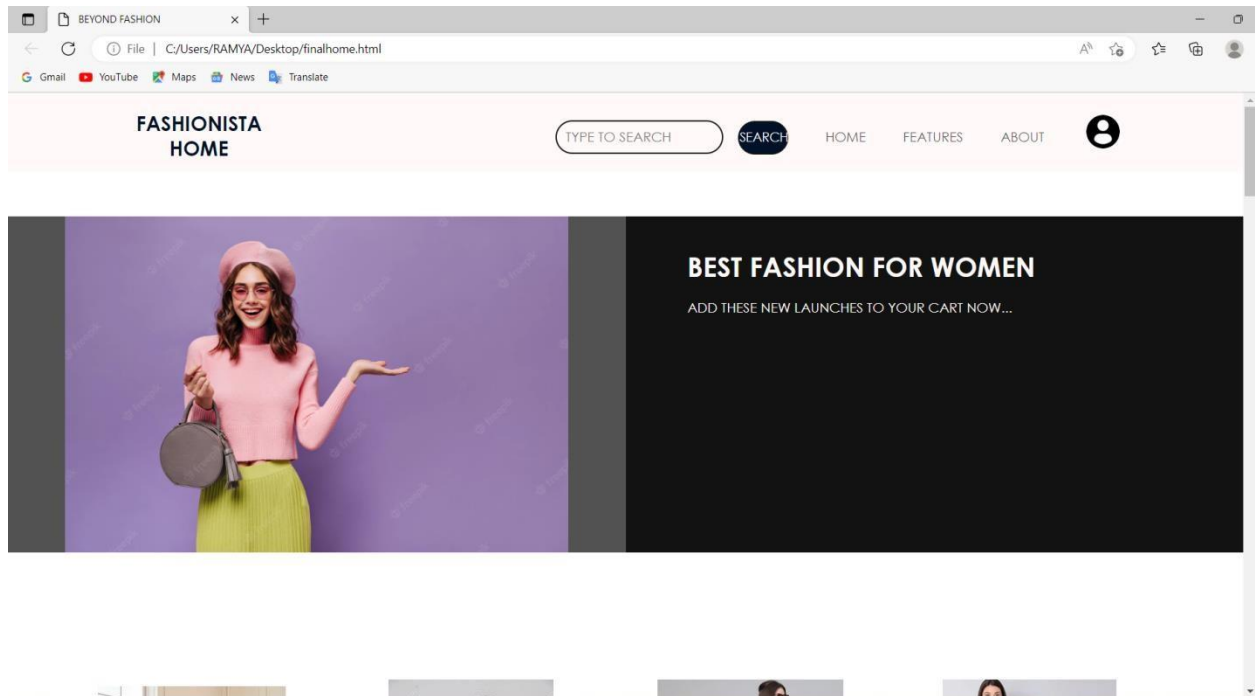 BEYOND FASHION
File | C:/Users/RAMYA/Desktop/finalhome.html
Gmail YouTube Maps News Translate
FASHIONISTA
HOME
TYPE TO SEARCH SEARCH HOME FEATURES ABOUT
BEST FASHION FOR WOMEN
ADD THESE NEW LAUNCHES TO YOUR CART NOW...